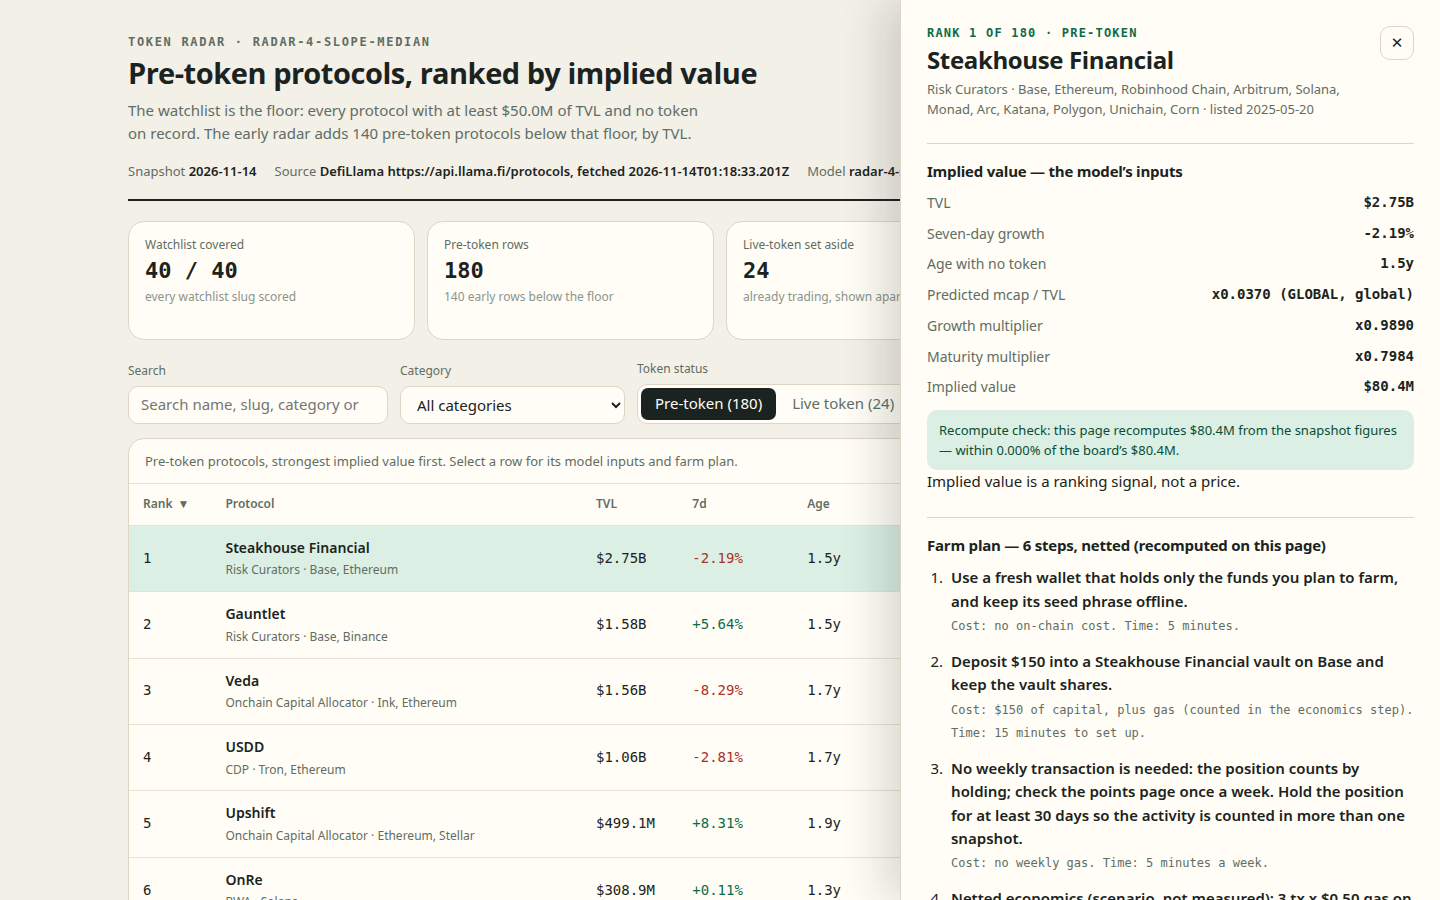 TOKEN RADAR · RADAR-4-SLOPE-MEDIAN
Pre-token protocols, ranked by implied value
The watchlist is the floor: every protocol with at least $50.0M of TVL and no token
on record. The early radar adds 140 pre-token protocols below that floor, by TVL.
Snapshot 2026-11-14 Source DefiLlama https://api.llama.fi/protocols, fetched 2026-11-14T01:18:33.201Z Model radar-4-
Watchlist covered
40 / 40
every watchlist slug scored
Pre-token rows
180
140 early rows below the floor
Live-token set aside
24
already trading, shown apar
Search
Search name, slug, category or
Category
All categories
Token status
Pre-token (180) Live token (24)
Pre-token protocols, strongest implied value first. Select a row for its model inputs and farm plan.
Rank ▼ Protocol TVL 7d Age
1 Steakhouse Financial $2.75B -2.19% 1.5y
Risk Curators · Base, Ethereum
2 Gauntlet $1.58B +5.64% 1.5y
Risk Curators · Base, Binance
3 Veda $1.56B -8.29% 1.7y
Onchain Capital Allocator · Ink, Ethereum
4 USDD $1.06B -2.81% 1.7y
CDP · Tron, Ethereum
5 Upshift $499.1M +8.31% 1.9y
Onchain Capital Allocator · Ethereum, Stellar
6 OnRe $308.9M +0.11% 1.3y
RWA · Solana
RANK 1 OF 180 · PRE-TOKEN
✕
Steakhouse Financial
Risk Curators · Base, Ethereum, Robinhood Chain, Arbitrum, Solana,
Monad, Arc, Katana, Polygon, Unichain, Corn · listed 2025-05-20
Implied value — the model’s inputs
TVL $2.75B
Seven-day growth -2.19%
Age with no token 1.5y
Predicted mcap / TVL x0.0370 (GLOBAL, global)
Growth multiplier x0.9890
Maturity multiplier x0.7984
Implied value $80.4M
Recompute check: this page recomputes $80.4M from the snapshot figures
— within 0.000% of the board’s $80.4M.
Implied value is a ranking signal, not a price.
Farm plan — 6 steps, netted (recomputed on this page)
1. Use a fresh wallet that holds only the funds you plan to farm,
and keep its seed phrase offline.
Cost: no on-chain cost. Time: 5 minutes.
2. Deposit $150 into a Steakhouse Financial vault on Base and
keep the vault shares.
Cost: $150 of capital, plus gas (counted in the economics step).
Time: 15 minutes to set up.
3. No weekly transaction is needed: the position counts by
holding; check the points page once a week. Hold the position
for at least 30 days so the activity is counted in more than one
snapshot.
Cost: no weekly gas. Time: 5 minutes a week.
4. Netted economics (scenario, not measured): 3 tx x $0.50 gas on